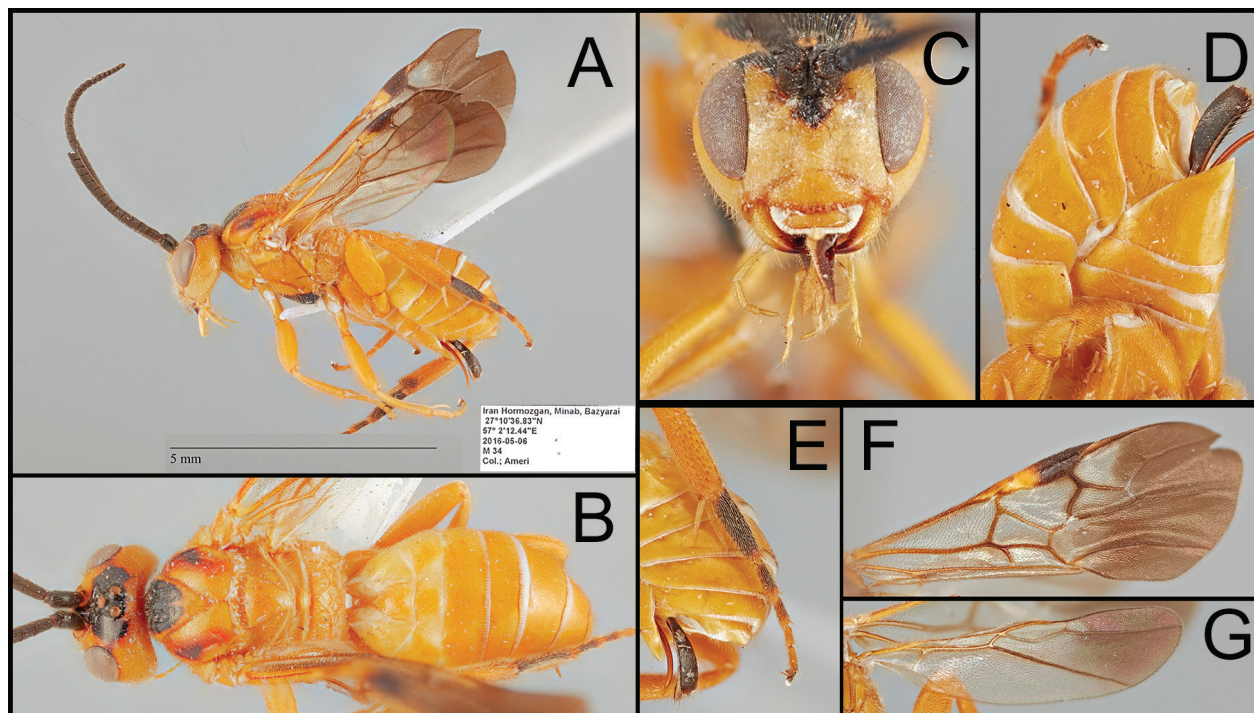 A
5 mm
Iran Hormozgan, Minab, Bazyarai
27°10'36.83"N
57° 2'12.44"E
2016-05-06
M 34
Col.; Ameri
B
C
D
E
F
G